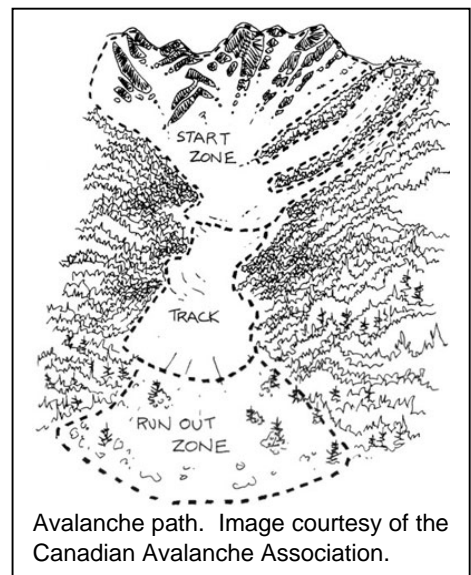 START
ZONE
TRACK
RUN OUT
ZONE
Avalanche path.  Image courtesy of the
Canadian Avalanche Association.